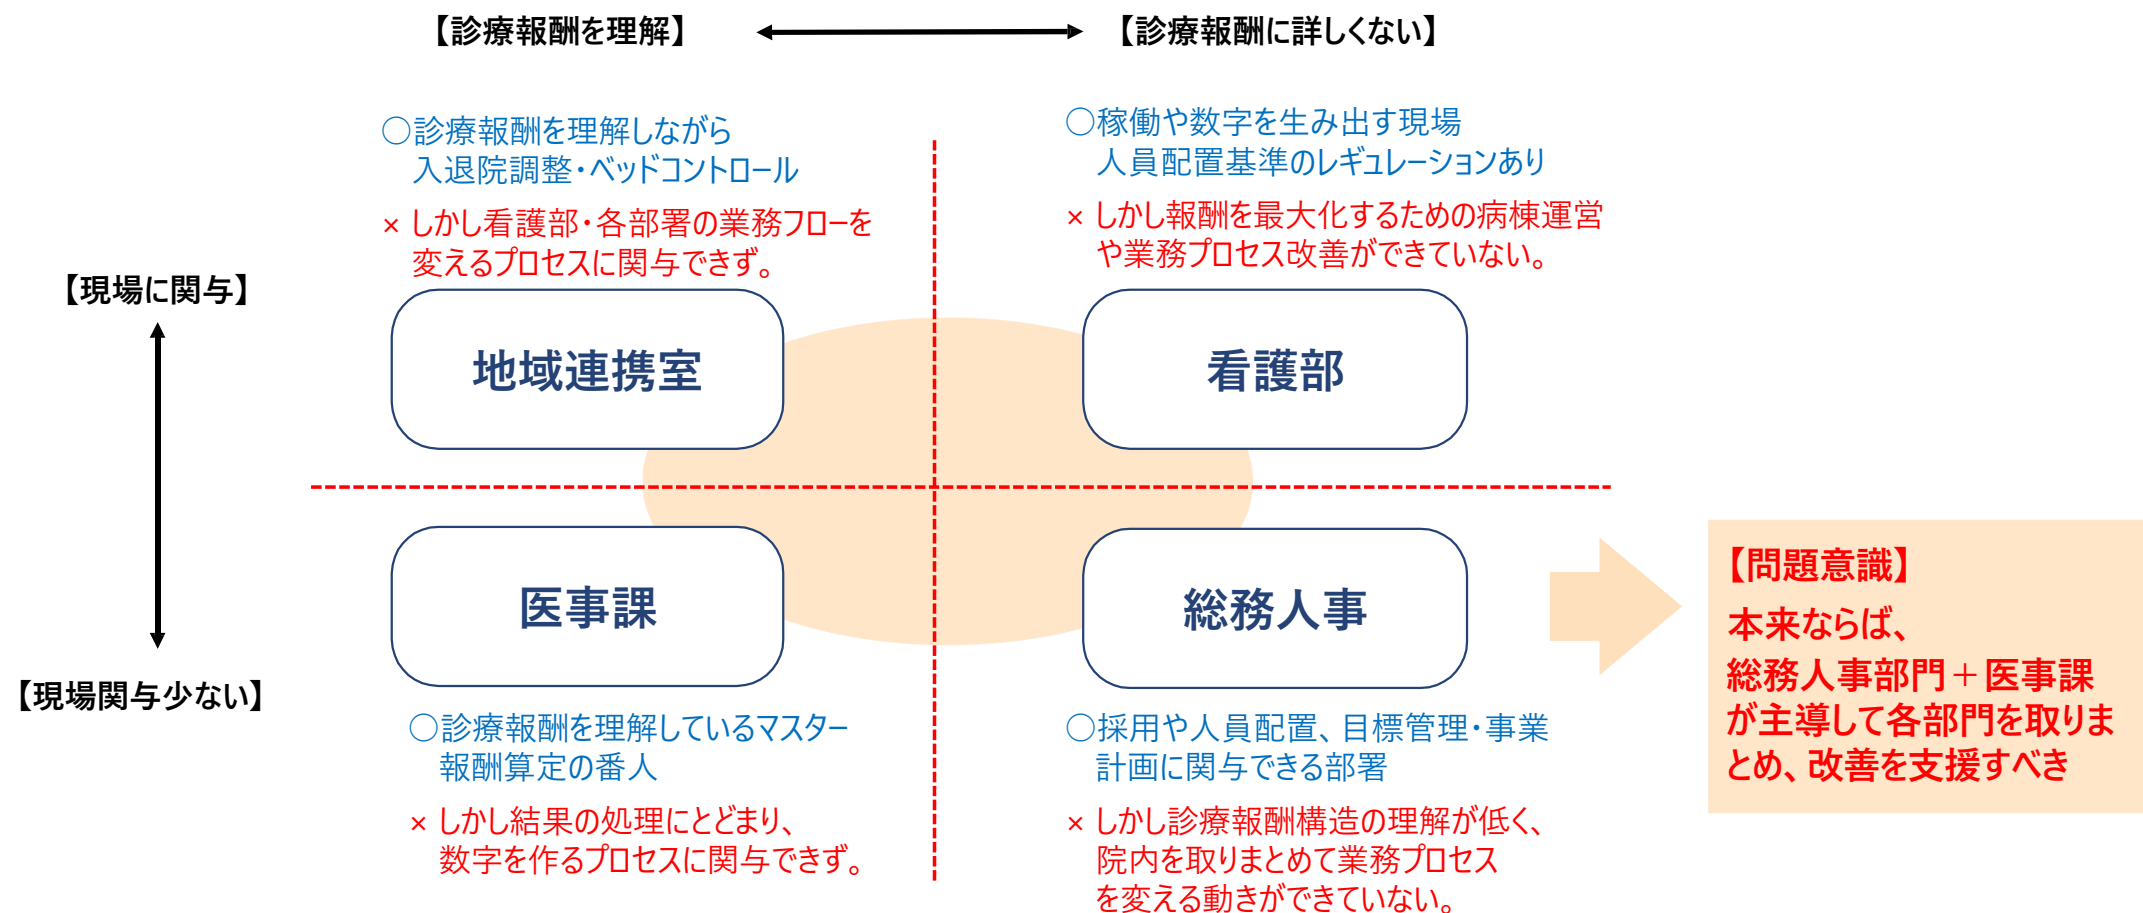 【診療報酬を理解】
【診療報酬に詳しくない】
○診療報酬を理解しながら
入退院調整・ベッドコントロール
× しかし看護部・各部署の業務フローを
変えるプロセスに関与できず。
○稼働や数字を生み出す現場
人員配置基準のレギュレーションあり
× しかし報酬を最大化するための病棟運営
や業務プロセス改善ができていない。
【現場に関与】
地域連携室
看護部
医事課
総務人事
【現場関与少ない】
○診療報酬を理解しているマスター
報酬算定の番人
× しかし結果の処理にとどまり、
数字を作るプロセスに関与できず。
○採用や人員配置、目標管理・事業
計画に関与できる部署
× しかし診療報酬構造の理解が低く、
院内を取りまとめて業務プロセス
を変える動きができていない。
【問題意識】
本来ならば、
総務人事部門＋医事課
が主導して各部門を取りま
とめ、改善を支援すべき